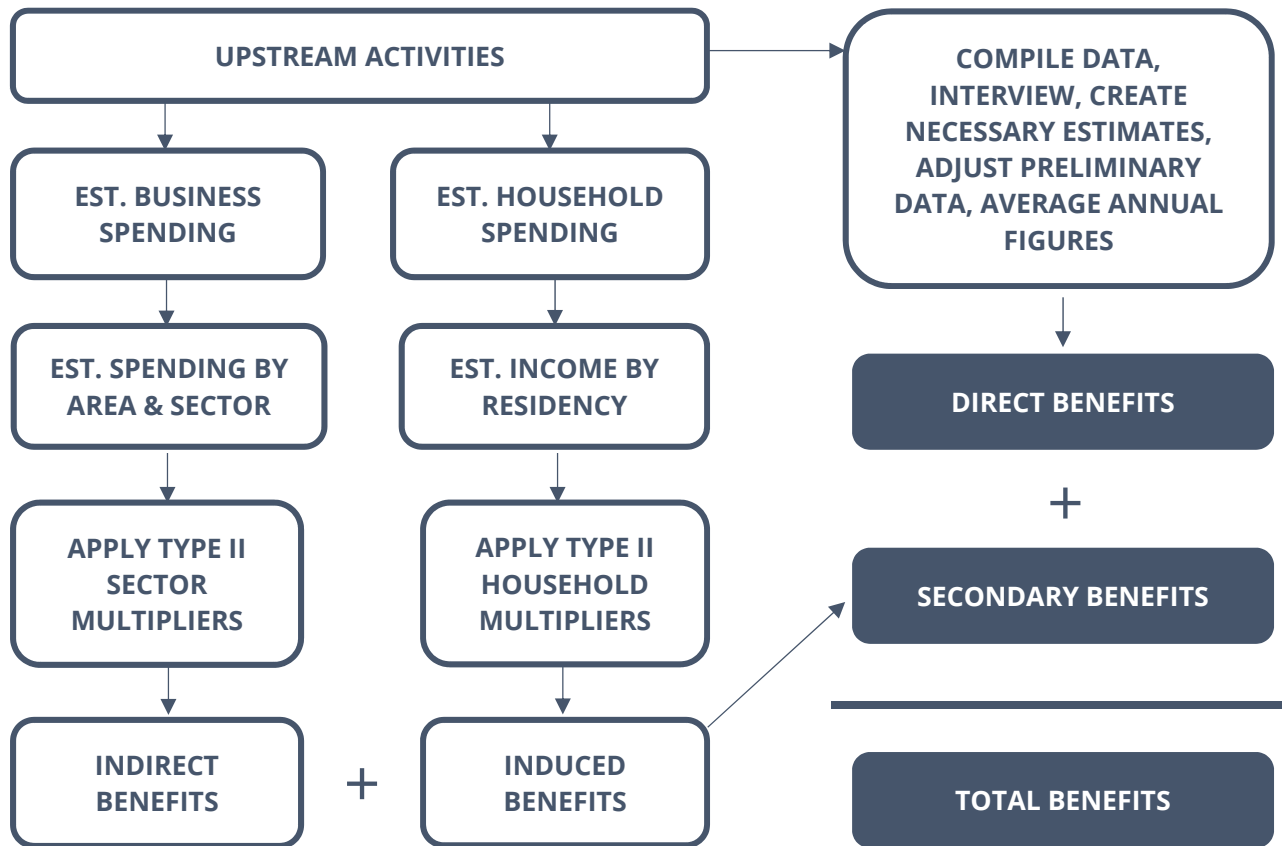 UPSTREAM ACTIVITIES
COMPILE DATA,
INTERVIEW, CREATE
NECESSARY ESTIMATES,
ADJUST PRELIMINARY
DATA, AVERAGE ANNUAL
FIGURES
EST. BUSINESS
SPENDING
EST. HOUSEHOLD
SPENDING
EST. SPENDING BY
AREA & SECTOR
EST. INCOME BY
RESIDENCY
DIRECT BENEFITS
+
APPLY TYPE II
SECTOR
MULTIPLIERS
APPLY TYPE II
HOUSEHOLD
MULTIPLIERS
SECONDARY BENEFITS
INDIRECT
BENEFITS
+
INDUCED
BENEFITS
TOTAL BENEFITS